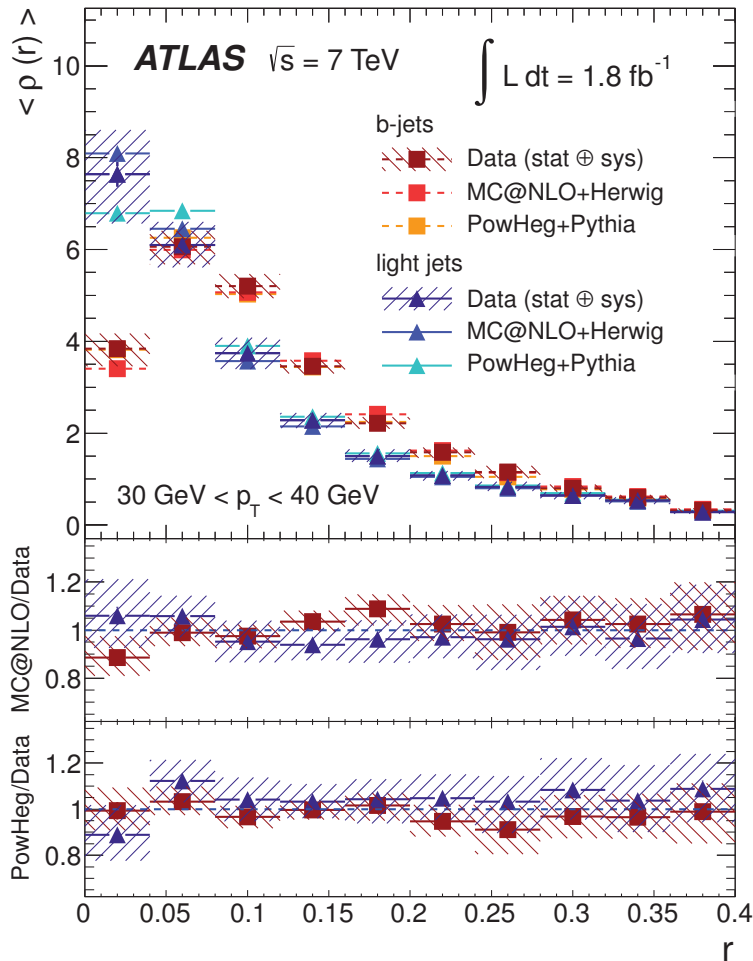 < ρ (r) >
ATLAS √s = 7 TeV
∫ L dt = 1.8 fb⁻¹
b-jets
Data (stat ⊕ sys)
MC@NLO+Herwig
PowHeg+Pythia
light jets
Data (stat ⊕ sys)
MC@NLO+Herwig
PowHeg+Pythia
30 GeV < p_T < 40 GeV
10
8
6
4
2
0
MC@NLO/Data
1.2
1
0.8
PowHeg/Data
1.2
1
0.8
0 0.05 0.1 0.15 0.2 0.25 0.3 0.35 0.4
r